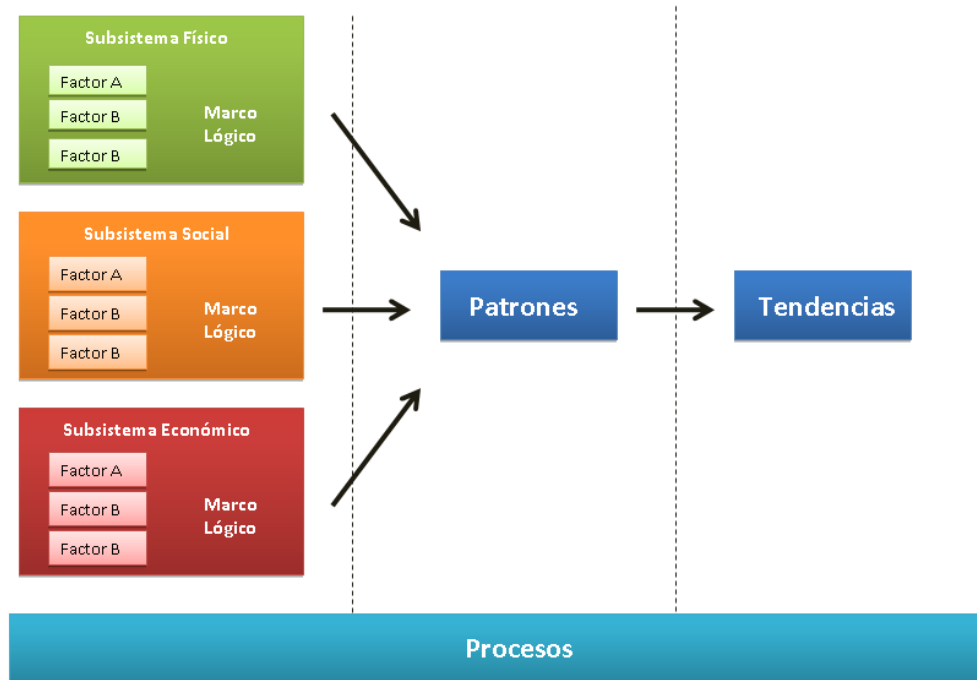 Subsistema Físico
Factor A
Factor B
Factor B
Marco
Lógico
Subsistema Social
Factor A
Factor B
Factor B
Marco
Lógico
Subsistema Económico
Factor A
Factor B
Factor B
Marco
Lógico
Patrones
Tendencias
Procesos